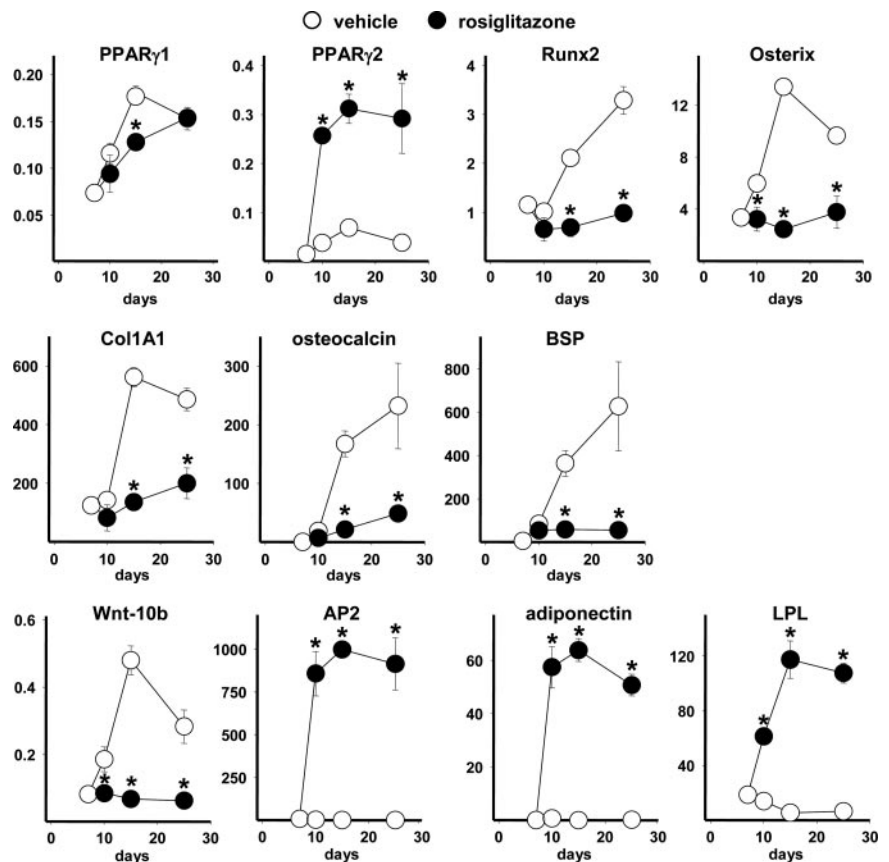 ○ vehicle ● rosiglitazone
PPARγ1 PPARγ2 Runx2 Osterix
0.20 0.4 4 12
0.15 0.3 3 8
0.10 0.2 2 4
0.05 0.1 1
* * * * * * * * * *
0 10 20 30 0 10 20 30 0 10 20 30 0 10 20 30
days days days days
Col1A1 osteocalcin BSP
600 300 800
400 200 600
200 100 400
200
* * * * * *
0 10 20 30 0 10 20 30 0 10 20 30
days days days
Wnt-10b AP2 adiponectin LPL
0.6 1000 60 120
0.4 750 40 80
0.2 500 20 40
250 0
* * * * * * * * * * * *
0 10 20 30 0 10 20 30 0 10 20 30 0 10 20 30
days days days days